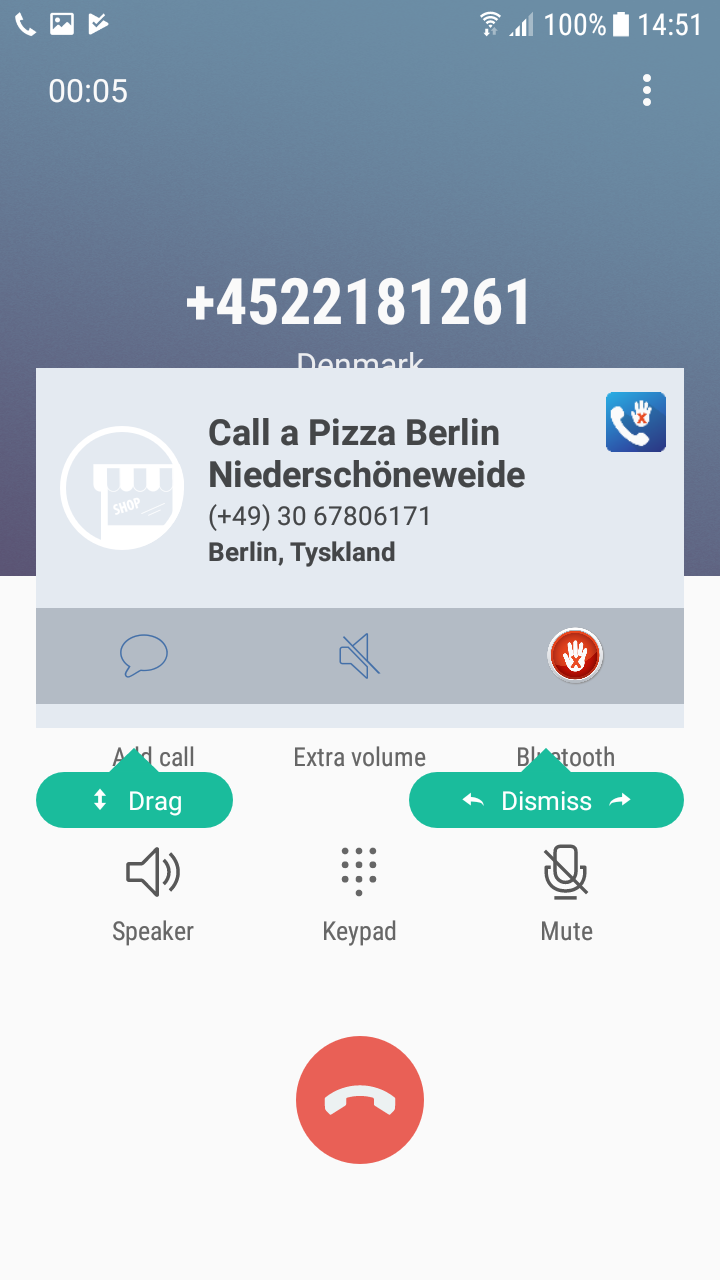 100% 14:51
00:05
+4522181261
Denmark
Call a Pizza Berlin
Niederschöneweide
(+49) 30 67806171
Berlin, Tyskland
SHOP
Add call Extra volume Bluetooth
Drag Dismiss
Speaker Keypad Mute